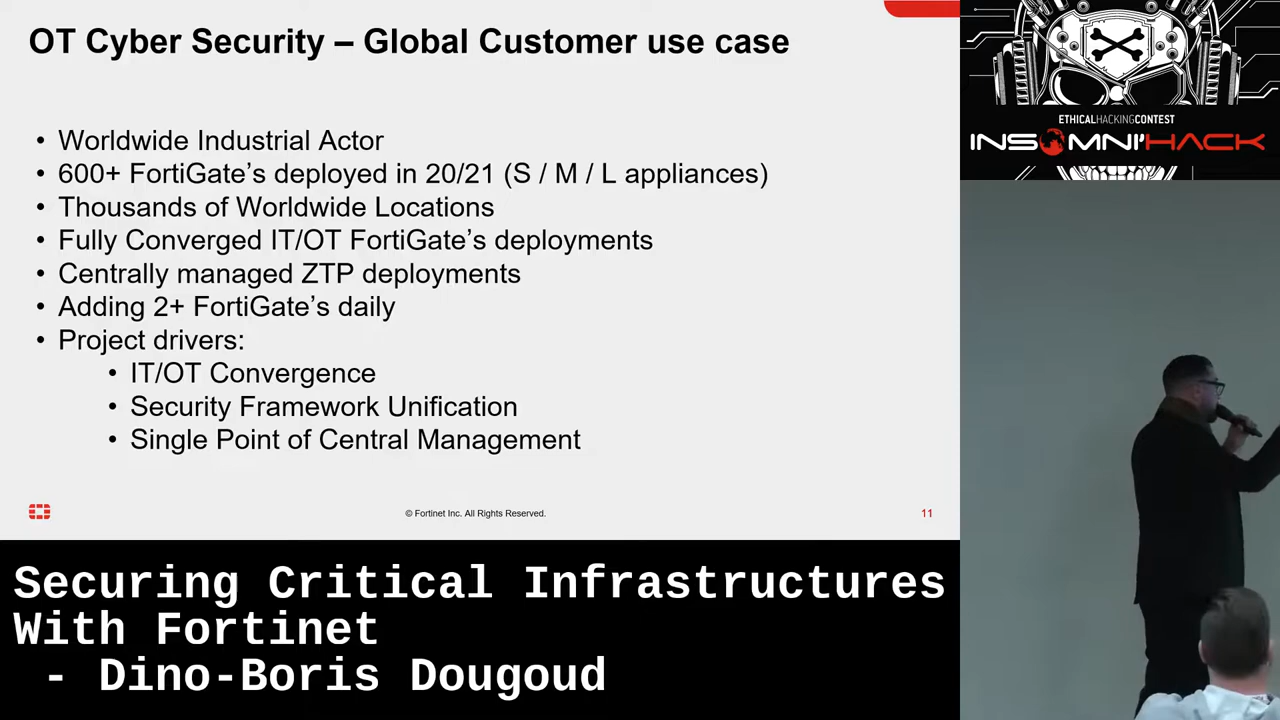 OT Cyber Security – Global Customer use case
• Worldwide Industrial Actor
• 600+ FortiGate's deployed in 20/21 (S / M / L appliances)
• Thousands of Worldwide Locations
• Fully Converged IT/OT FortiGate's deployments
• Centrally managed ZTP deployments
• Adding 2+ FortiGate's daily
• Project drivers:
• IT/OT Convergence
• Security Framework Unification
• Single Point of Central Management
© Fortinet Inc. All Rights Reserved.
11
ETHICALHACKINGCONTEST
INSOMNI'HACK
Securing Critical Infrastructures
With Fortinet
- Dino-Boris Dougoud